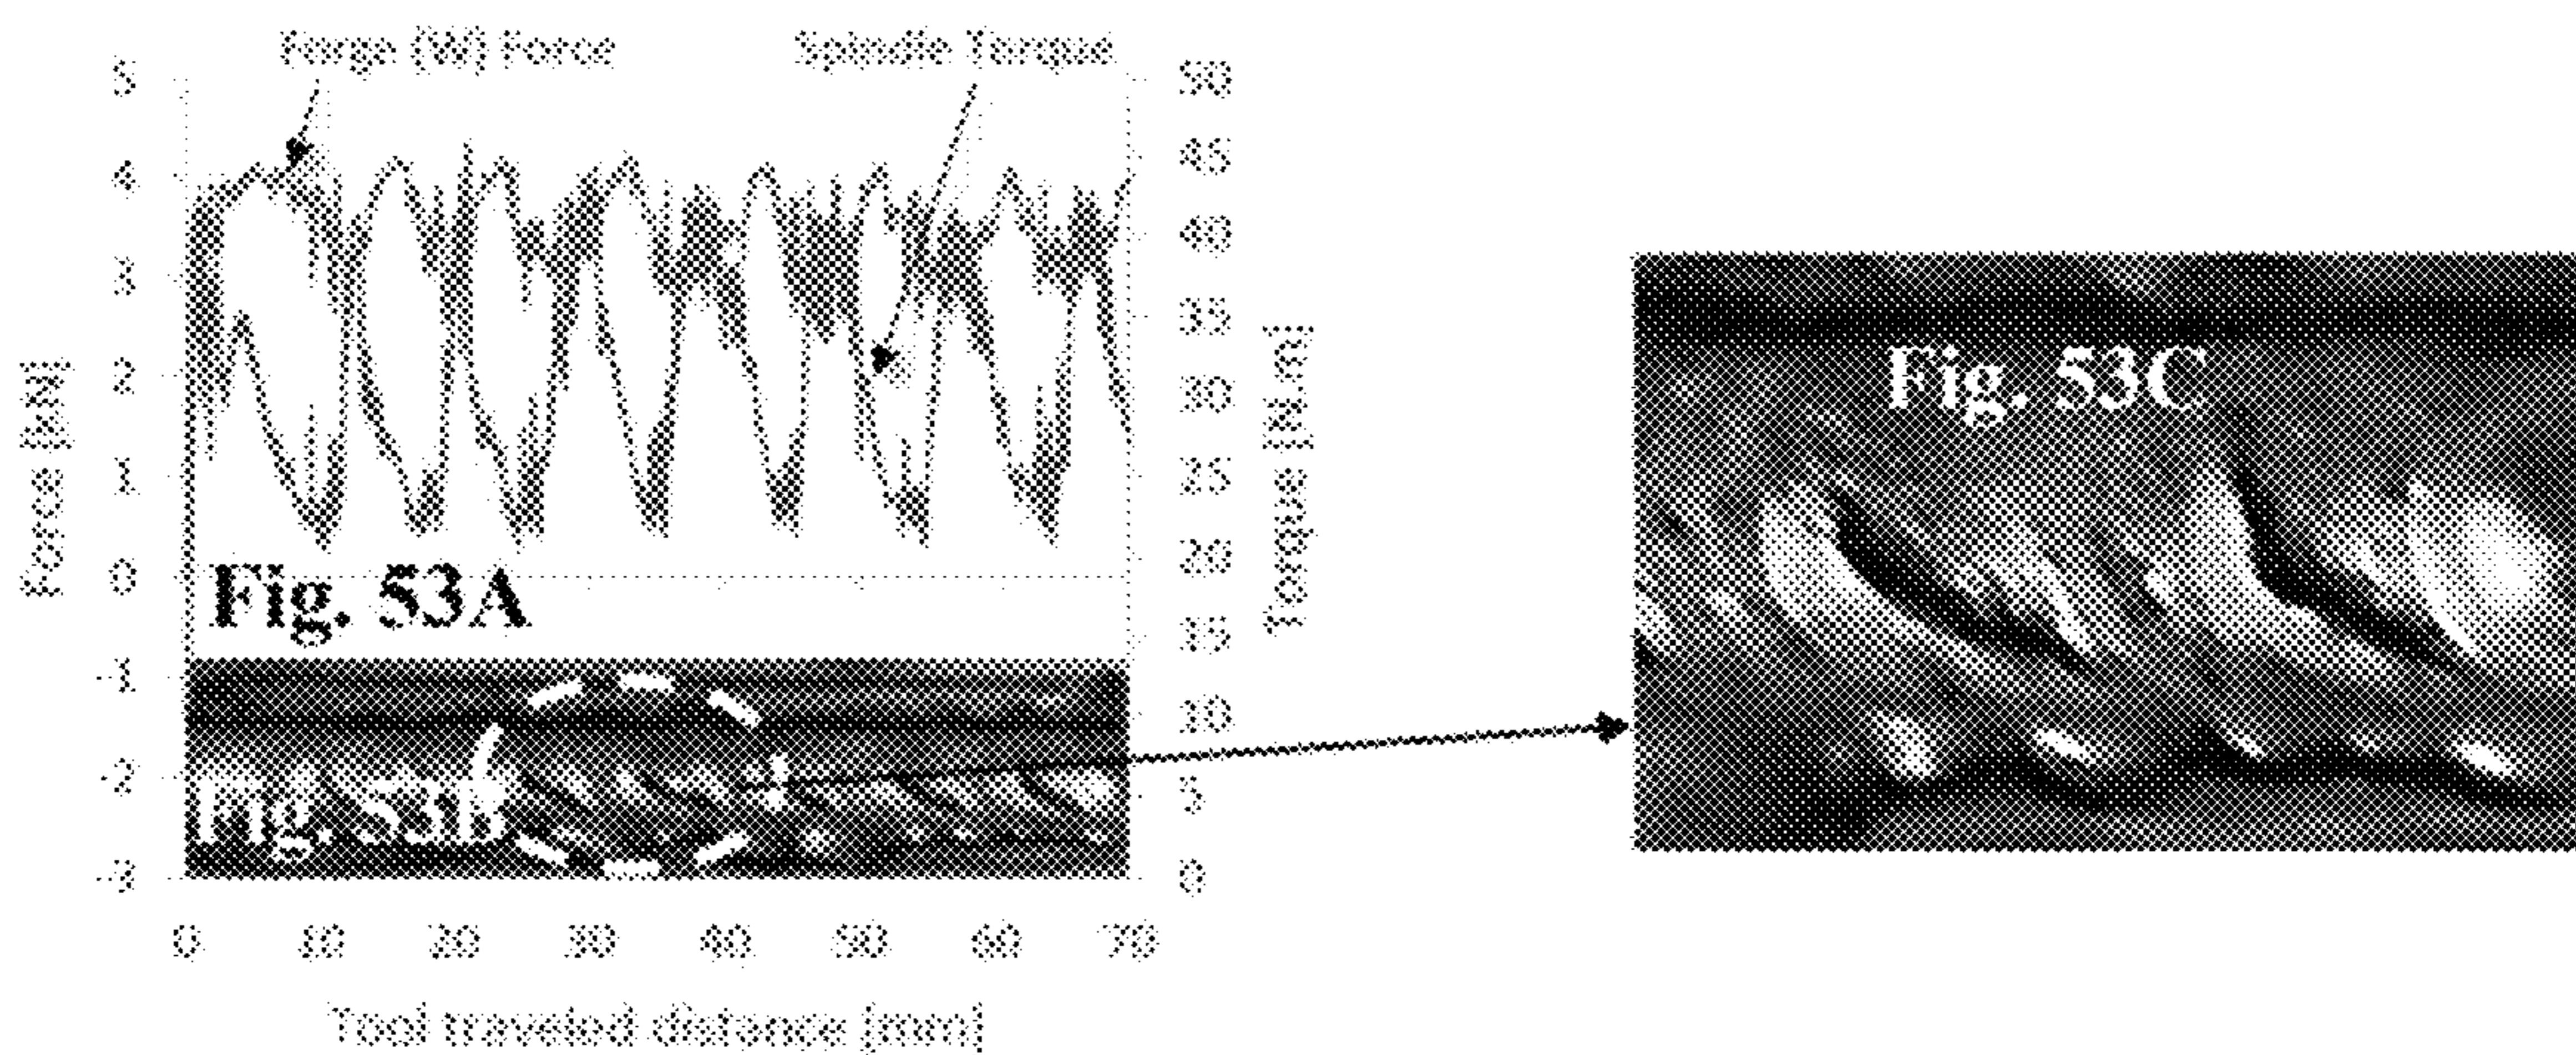 Forge (W) Force
Spindle Torque
5
4
3
2
1
0
-1
-2
-3
Force [kN]
50
45
40
35
30
25
20
15
10
5
0
Torque [N.m]
Fig. 53A
Fig. 53B
Fig. 53C
0 10 20 30 40 50 60 70
Tool traveled distance [mm]